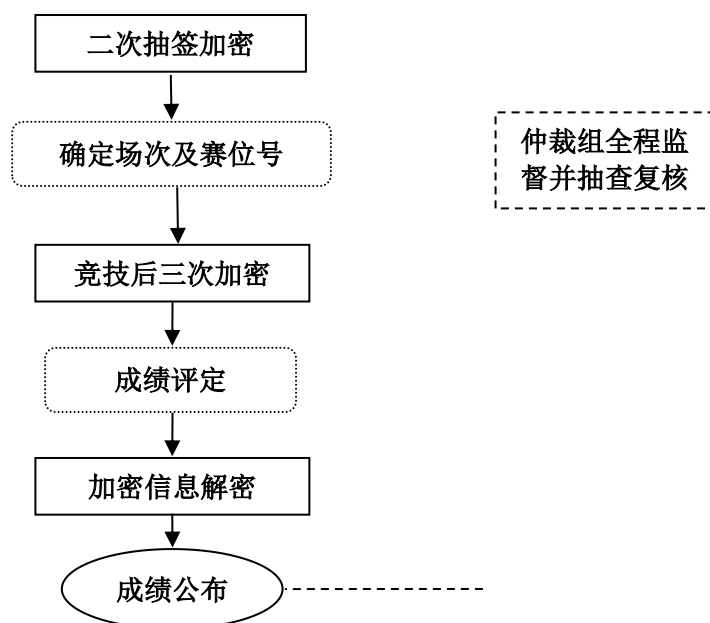 二次抽签加密
确定场次及赛位号
仲裁组全程监
督并抽查复核
竞技后三次加密
成绩评定
加密信息解密
成绩公布